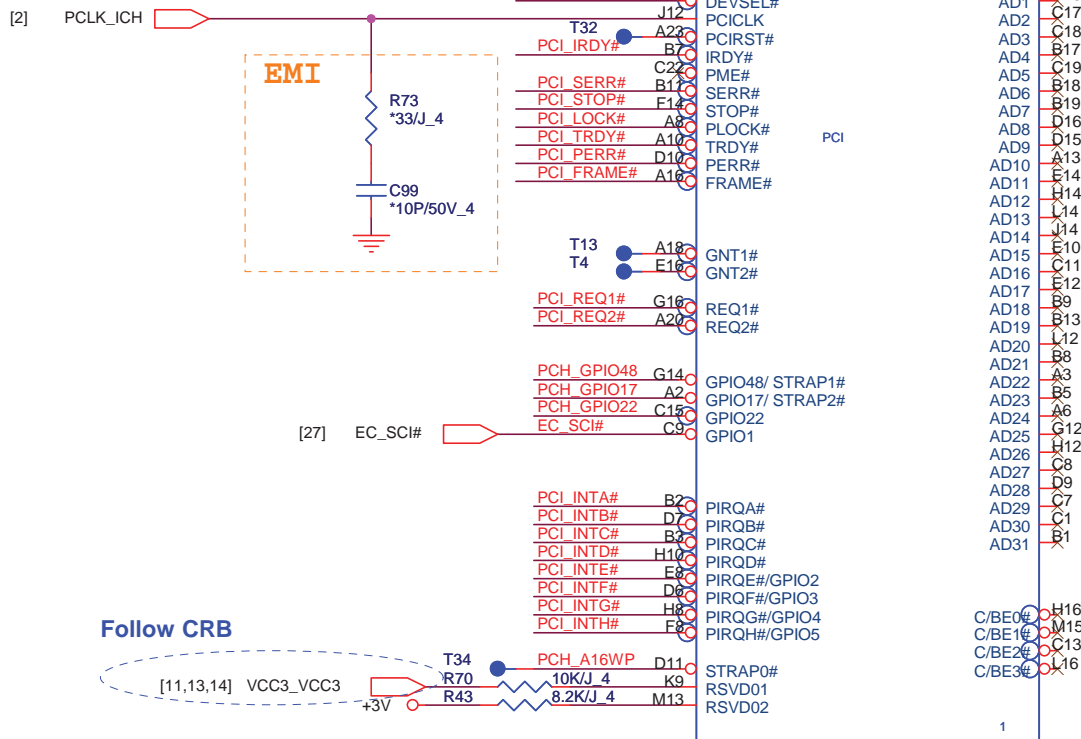 DEVSEL# AD1
[2] PCLK_ICH J12 PCICLK AD2 C17
T32 A23 PCIRST# AD3 C18
PCI_IRDY# B7 IRDY# AD4 B17
EMI C22 PME# AD5 C19
PCI_SERR# B11 SERR# AD6 B18
R73 PCI_STOP# F14 STOP# AD7 B19
*33/J_4 PCI_LOCK# A8 PLOCK# AD8 D16
PCI_TRDY# A10 TRDY# PCI AD9 D15
PCI_PERR# D10 PERR# AD10 A13
PCI_FRAME# A16 FRAME# AD11 E14
C99 AD12 H14
*10P/50V_4 AD13 L14
AD14 J14
T13 A18 GNT1# AD15 E10
T4 E16 GNT2# AD16 C11
AD17 E12
PCI_REQ1# G16 REQ1# AD18 B9
PCI_REQ2# A20 REQ2# AD19 B13
AD20 L12
AD21 B8
PCH_GPIO48 G14 GPIO48/ STRAP1# AD22 A3
PCH_GPIO17 A2 GPIO17/ STRAP2# AD23 B5
PCH_GPIO22 C15 GPIO22 AD24 A6
[27] EC_SCI# EC_SCI# C9 GPIO1 AD25 G12
AD26 H12
AD27 C8
AD28 D9
PCI_INTA# B2 PIRQA# AD29 C7
PCI_INTB# D7 PIRQB# AD30 C1
PCI_INTC# B3 PIRQC# AD31 B1
PCI_INTD# H10 PIRQD#
PCI_INTE# E8 PIRQE#/GPIO2
PCI_INTF# D6 PIRQF#/GPIO3
PCI_INTG# H8 PIRQG#/GPIO4 C/BE0# H16
Follow CRB PCI_INTH# F8 PIRQH#/GPIO5 C/BE1# M15
C/BE2# C13
T34 PCH_A16WP D11 STRAP0# C/BE3# L16
[11,13,14] VCC3_VCC3 R70 10K/J_4 K9 RSVD01
+3V R43 8.2K/J_4 M13 RSVD02
1